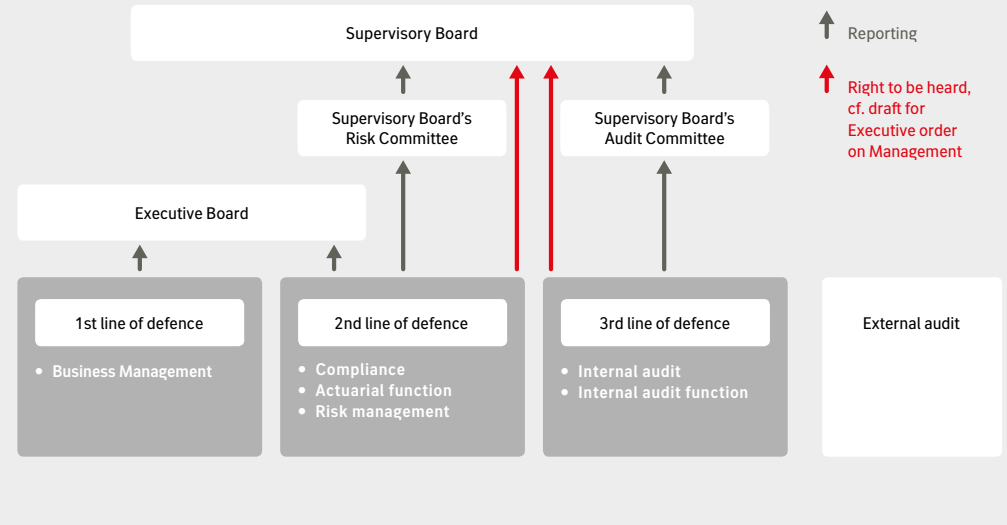 Supervisory Board
Reporting
Right to be heard,
cf. draft for
Executive order
on Management
Supervisory Board’s
Risk Committee
Supervisory Board’s
Audit Committee
Executive Board
1st line of defence
• Business Management
2nd line of defence
• Compliance
• Actuarial function
• Risk management
3rd line of defence
• Internal audit
• Internal audit function
External audit